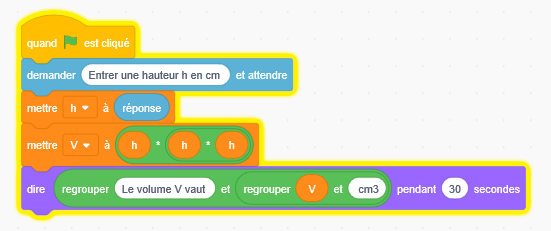 quand est cliqué
demander Entrer une hauteur h en cm et attendre
mettre h à réponse
mettre V à h * h * h
dire regrouper Le volume V vaut et regrouper V et cm3 pendant 30 secondes